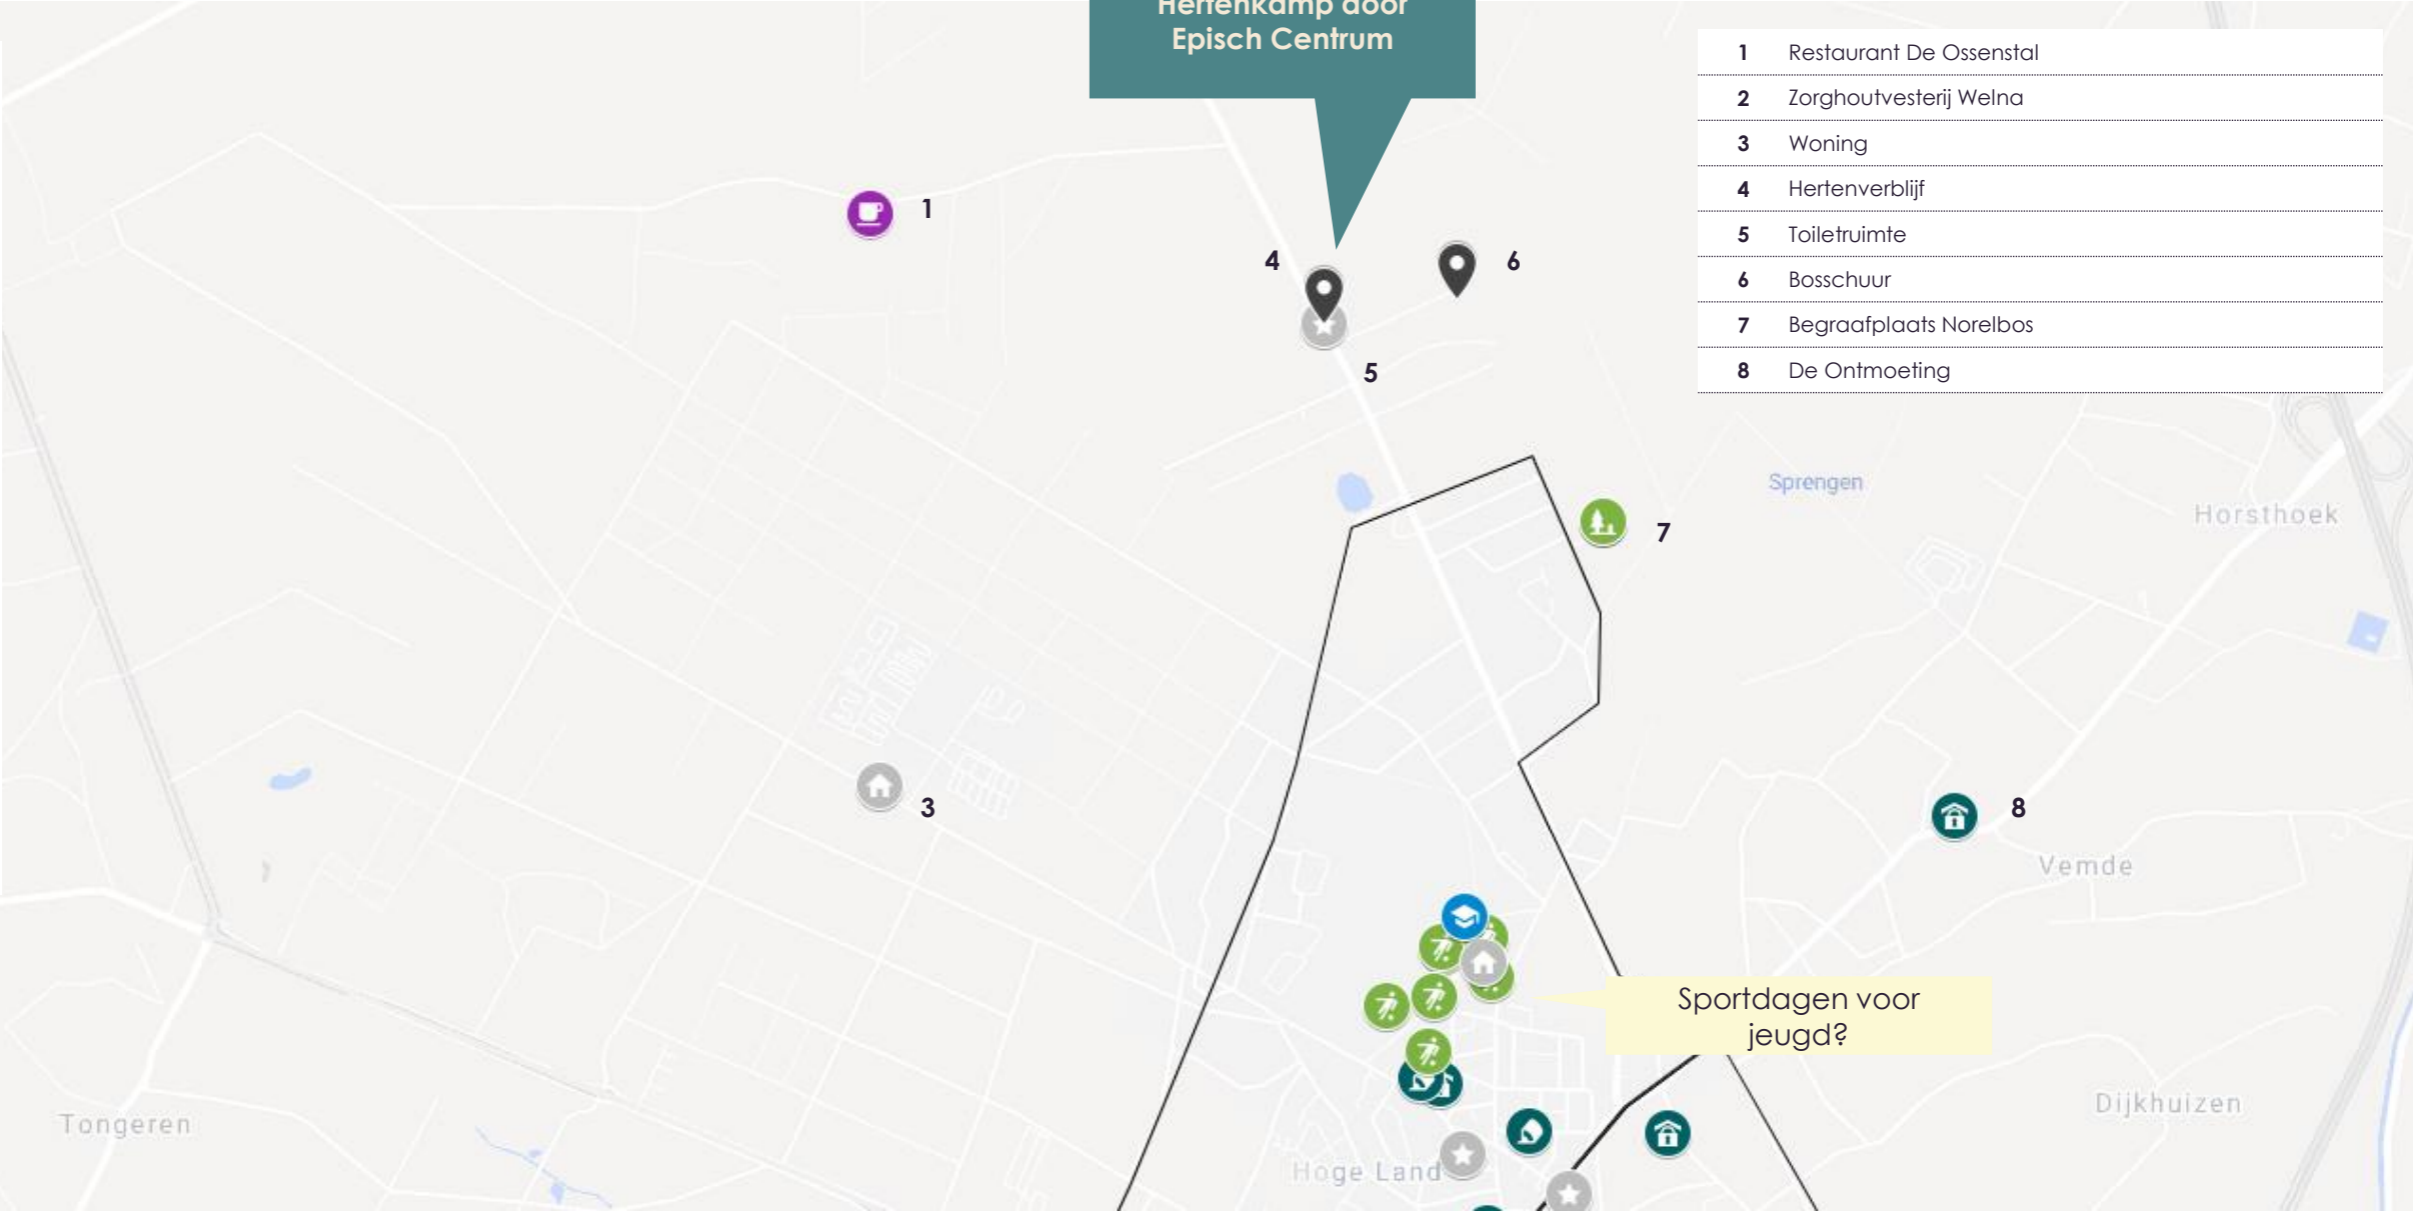 Hertenkamp door
Episch Centrum
1 Restaurant De Ossenstal
2 Zorghoutvesterij Welna
3 Woning
4 Hertenverblijf
5 Toiletruimte
6 Bosschuur
7 Begraafplaats Norelbos
8 De Ontmoeting
1
4
6
5
Sprengen
Horsthoek
7
3
8
Vemde
Sportdagen voor
jeugd?
Tongeren
Dijkhuizen
Hoge Land